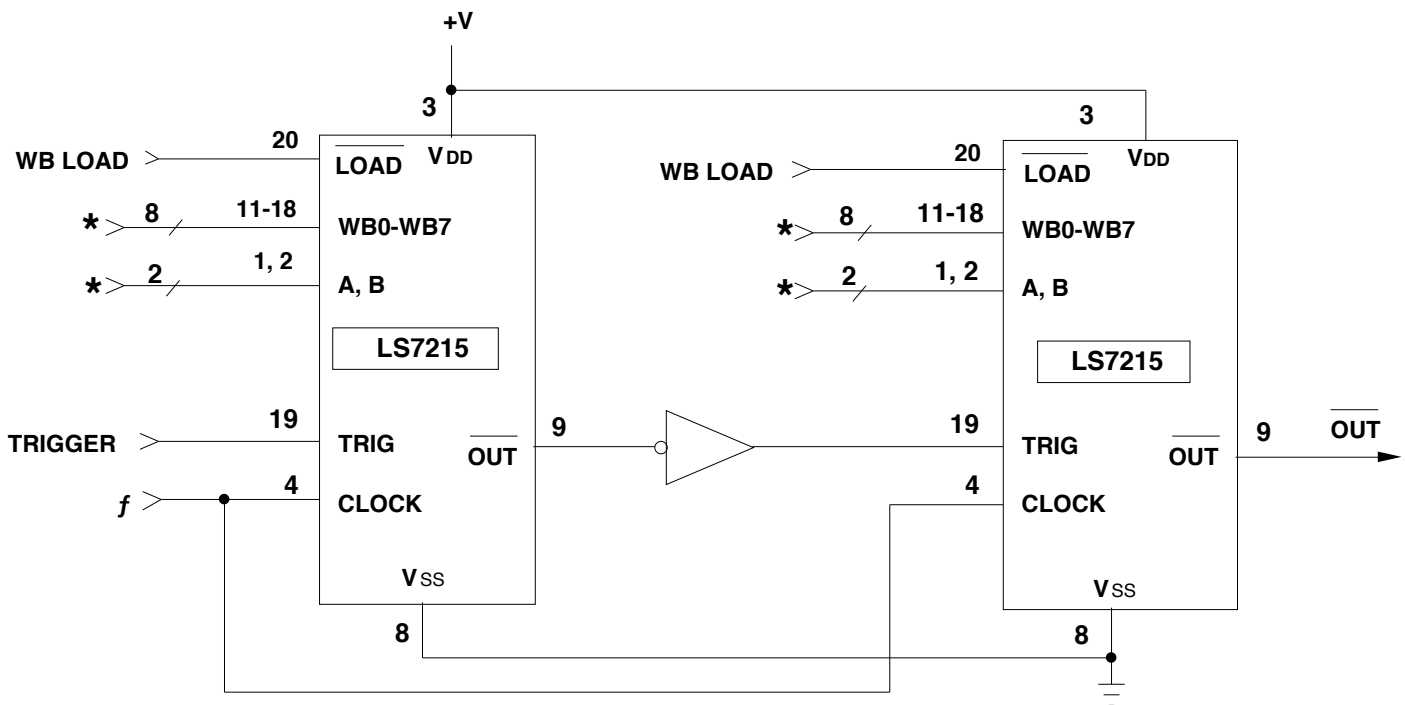 +V
3
3
20
LOAD
VDD
WB LOAD
20
LOAD
VDD
WB LOAD
* 8
11-18
WB0-WB7
* 8
11-18
WB0-WB7
* 2
1, 2
A, B
* 2
1, 2
A, B
LS7215
LS7215
TRIGGER
19
TRIG
OUT
9
19
TRIG
OUT
9
OUT
f
4
CLOCK
4
CLOCK
VSS
8
VSS
8